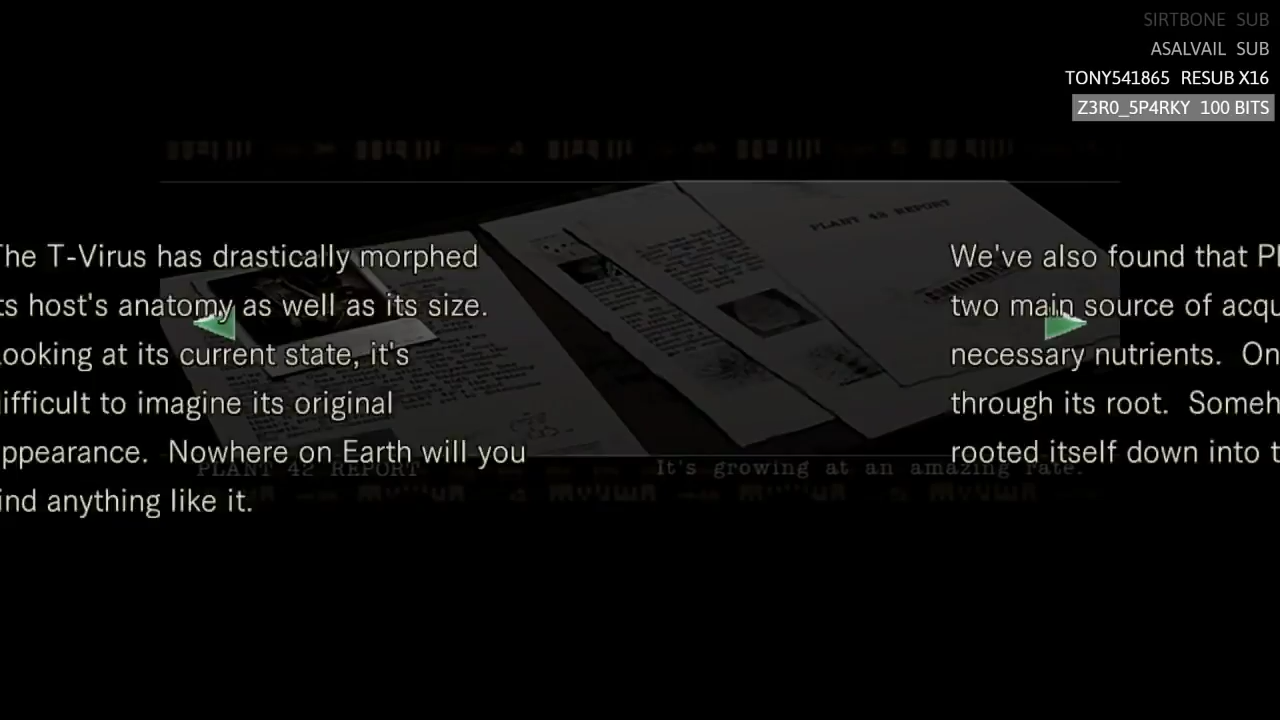 SIRTBONE SUB
ASALVAIL SUB
TONY541865 RESUB X16
Z3R0_5P4RKY 100 BITS
PLANT 42 REPORT
he T-Virus has drastically morphed
ts host's anatomy as well as its size.
ooking at its current state, it's
ifficult to imagine its original
ppearance. Nowhere on Earth will you
ind anything like it.
We've also found that Pl
two main source of acqu
necessary nutrients. On
through its root. Someh
rooted itself down into t
PLANT 42 REPORT
It's growing at an amazing rate.